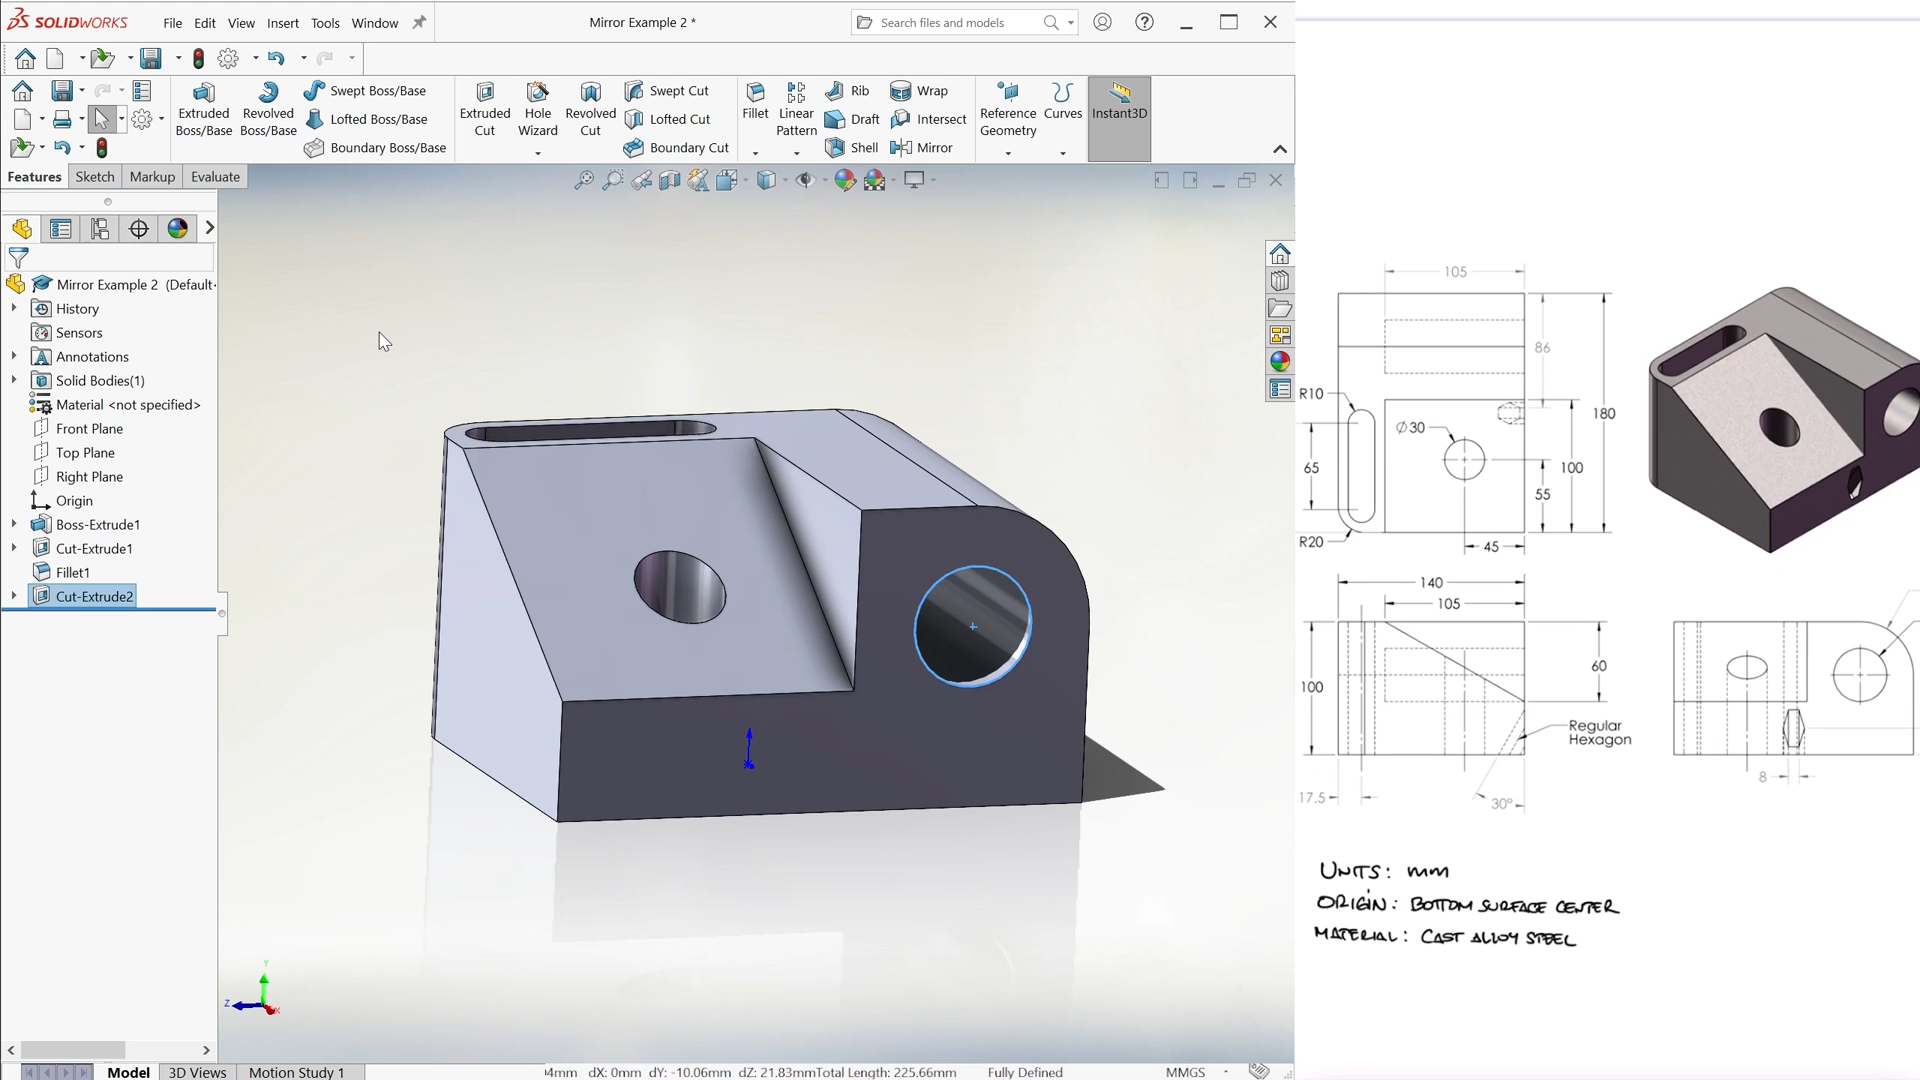 SOLIDWORKS
File
Edit
View
Insert
Tools
Window
Mirror Example 2 *
Search files and models
Extruded Boss/Base
Revolved Boss/Base
Swept Boss/Base
Lofted Boss/Base
Boundary Boss/Base
Extruded Cut
Hole Wizard
Revolved Cut
Swept Cut
Lofted Cut
Boundary Cut
Fillet
Linear Pattern
Rib
Draft
Shell
Wrap
Intersect
Mirror
Reference Geometry
Curves
Instant3D
Features
Sketch
Markup
Evaluate
Mirror Example 2 (Default
History
Sensors
Annotations
Solid Bodies(1)
Material <not specified>
Front Plane
Top Plane
Right Plane
Origin
Boss-Extrude1
Cut-Extrude1
Fillet1
Cut-Extrude2
Y
Z
X
105
86
R10
180
Ø30
65
100
55
R20
45
140
105
60
100
Regular
Hexagon
8
17.5
30°
UNITS: mm
ORIGIN: BOTTOM SURFACE CENTER
MATERIAL: CAST ALLOY STEEL
Model
3D Views
Motion Study 1
4mm dX: 0mm dY: -10.06mm dZ: 21.83mmTotal Length: 225.66mm
Fully Defined
MMGS